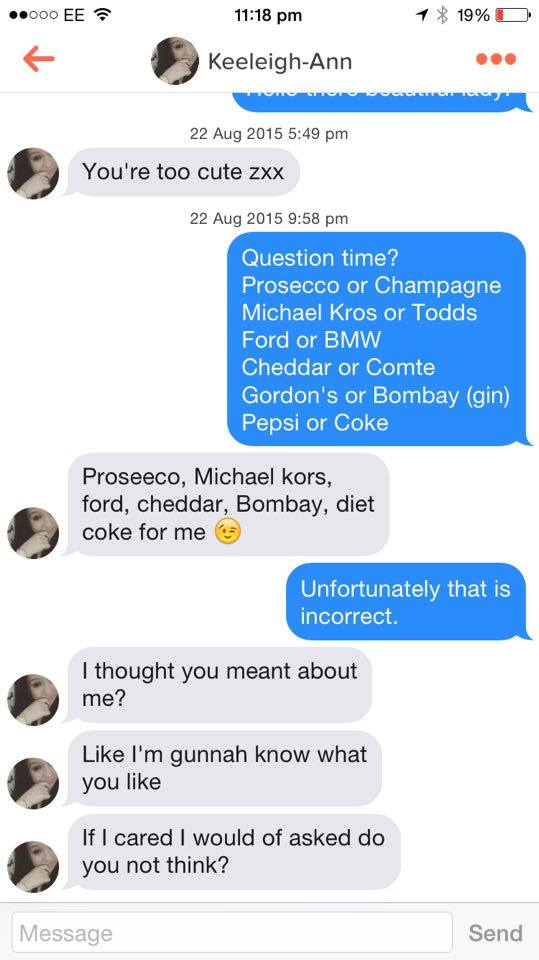 EE 11:18 pm 19%
Keeleigh-Ann
22 Aug 2015 5:49 pm
You're too cute zxx
22 Aug 2015 9:58 pm
Question time?
Prosecco or Champagne
Michael Kros or Todds
Ford or BMW
Cheddar or Comte
Gordon's or Bombay (gin)
Pepsi or Coke
Proseeco, Michael kors,
ford, cheddar, Bombay, diet
coke for me 😉
Unfortunately that is
incorrect.
I thought you meant about
me?
Like I'm gunnah know what
you like
If I cared I would of asked do
you not think?
Message Send